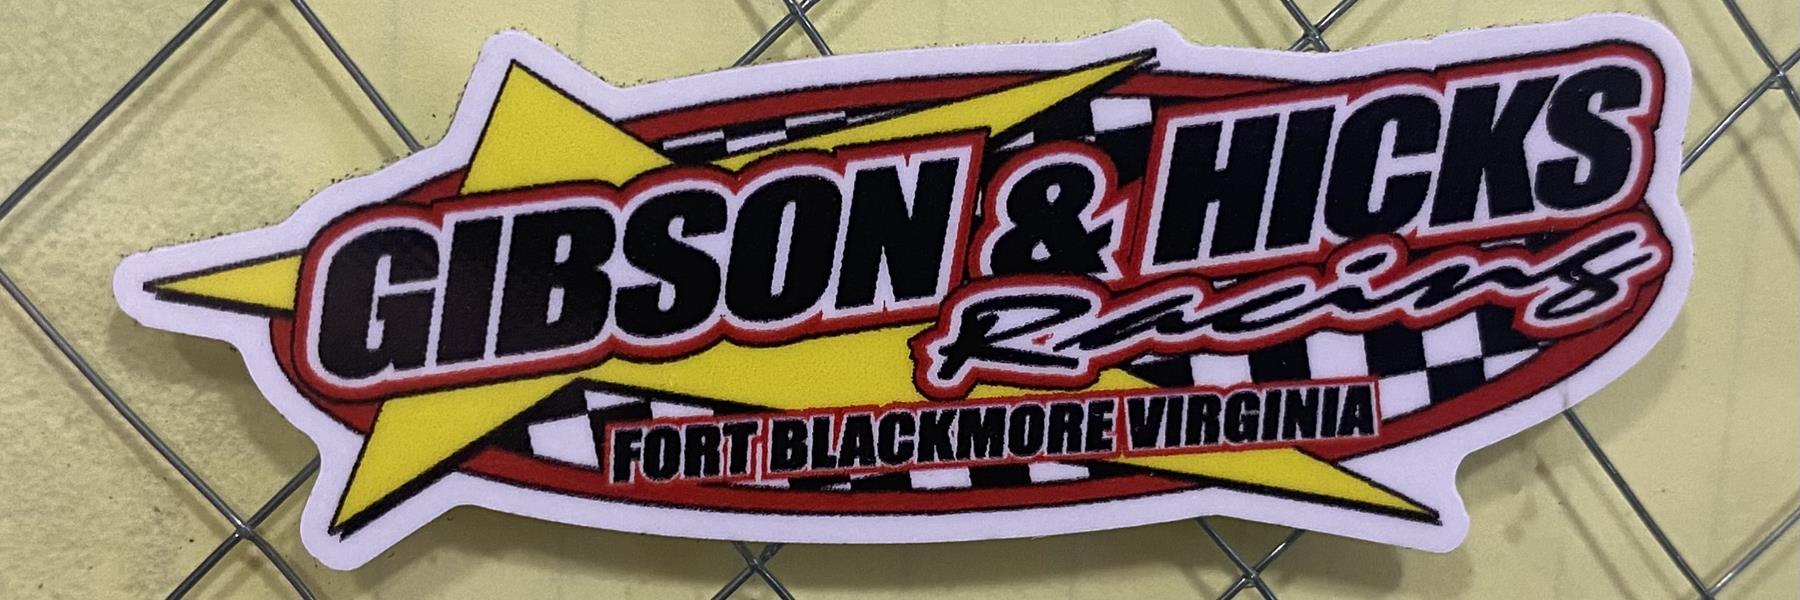 GIBSON & HICKS
Racing
FORT BLACKMORE VIRGINIA